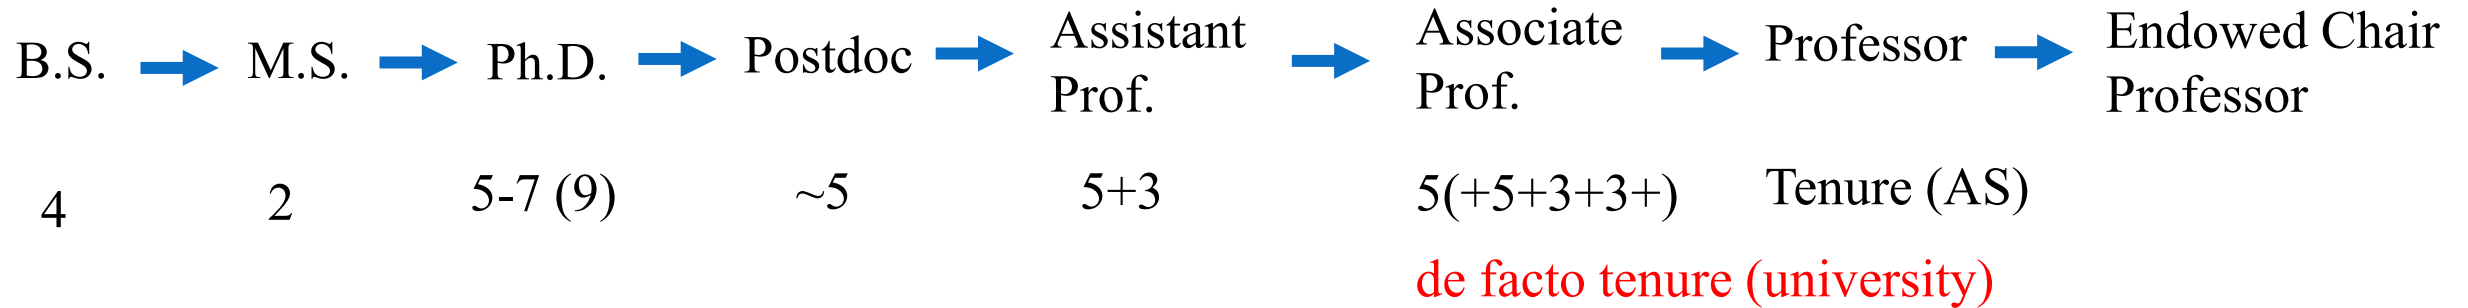 B.S. M.S. Ph.D. Postdoc Assistant Prof. Associate Prof. Professor Endowed Chair Professor
4 2 5-7 (9) ~5 5+3 5(+5+3+3+) Tenure (AS)
de facto tenure (university)